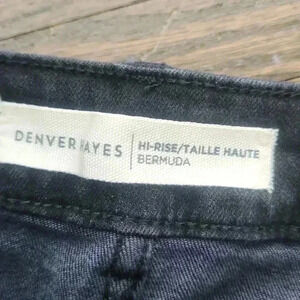 DENVER HAYES
HI-RISE/TAILLE HAUTE
BERMUDA